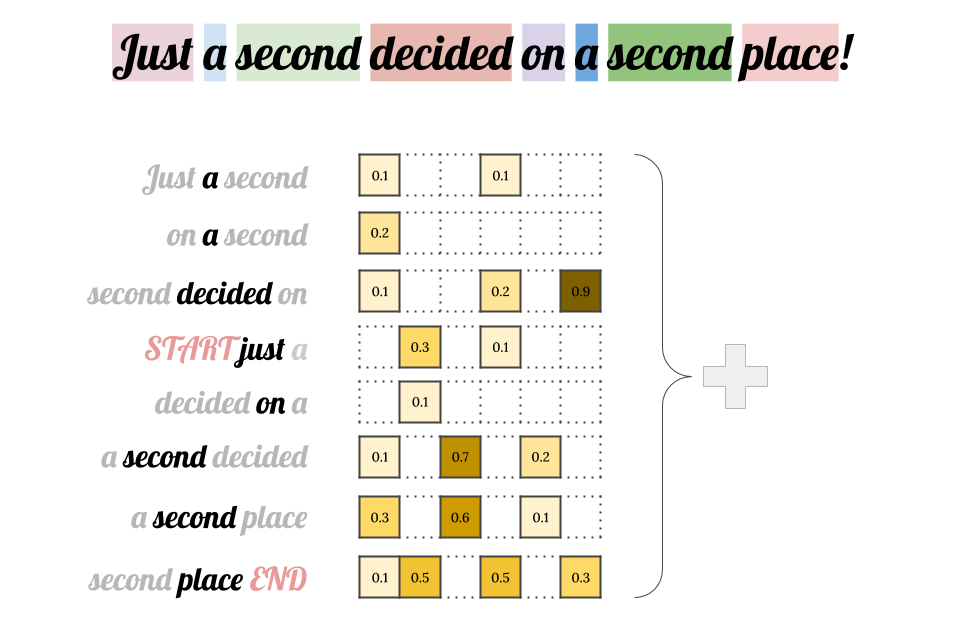 Just a second decided on a second place!
Just a second 0.1 0.1
on a second 0.2
second decided on 0.1 0.2 0.9
START just a 0.3 0.1
decided on a 0.1
a second decided 0.1 0.7 0.2
a second place 0.3 0.6 0.1
second place END 0.1 0.5 0.5 0.3